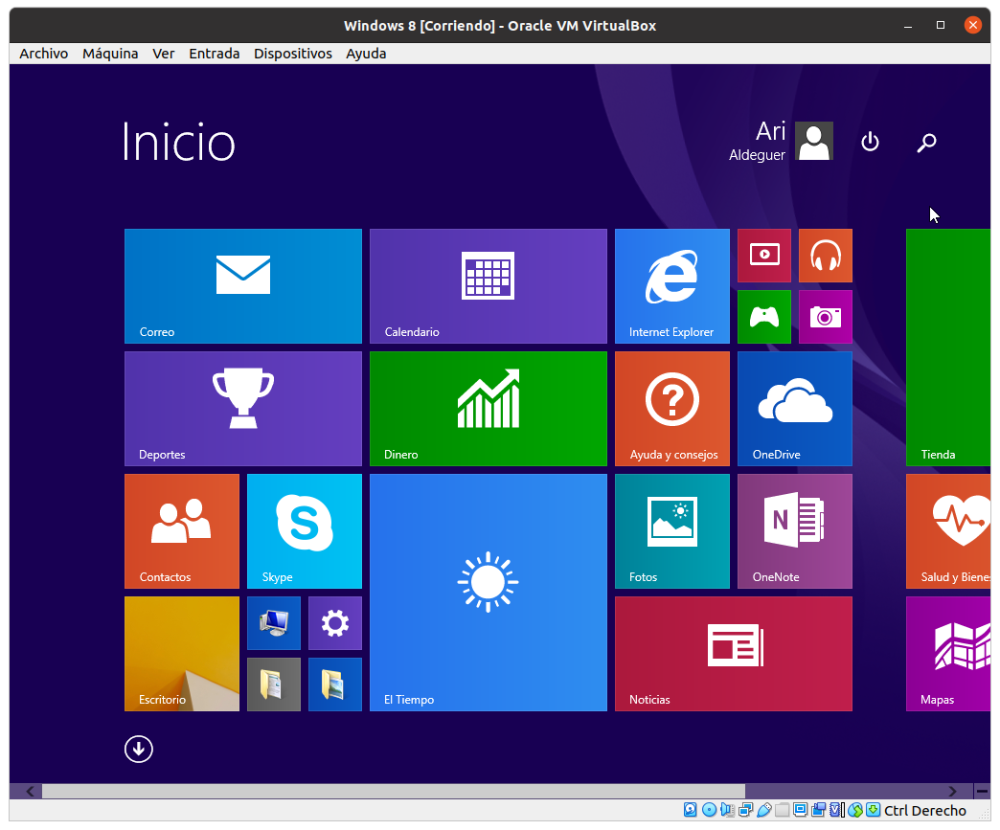 Windows 8 [Corriendo] - Oracle VM VirtualBox
Archivo Máquina Ver Entrada Dispositivos Ayuda
Inicio
Ari
Aldeguer
Correo
Calendario
Internet Explorer
Deportes
Dinero
Ayuda y consejos
OneDrive
Tienda
Contactos
Skype
Fotos
OneNote
Salud y Biene
Escritorio
El Tiempo
Noticias
Mapas
Ctrl Derecho